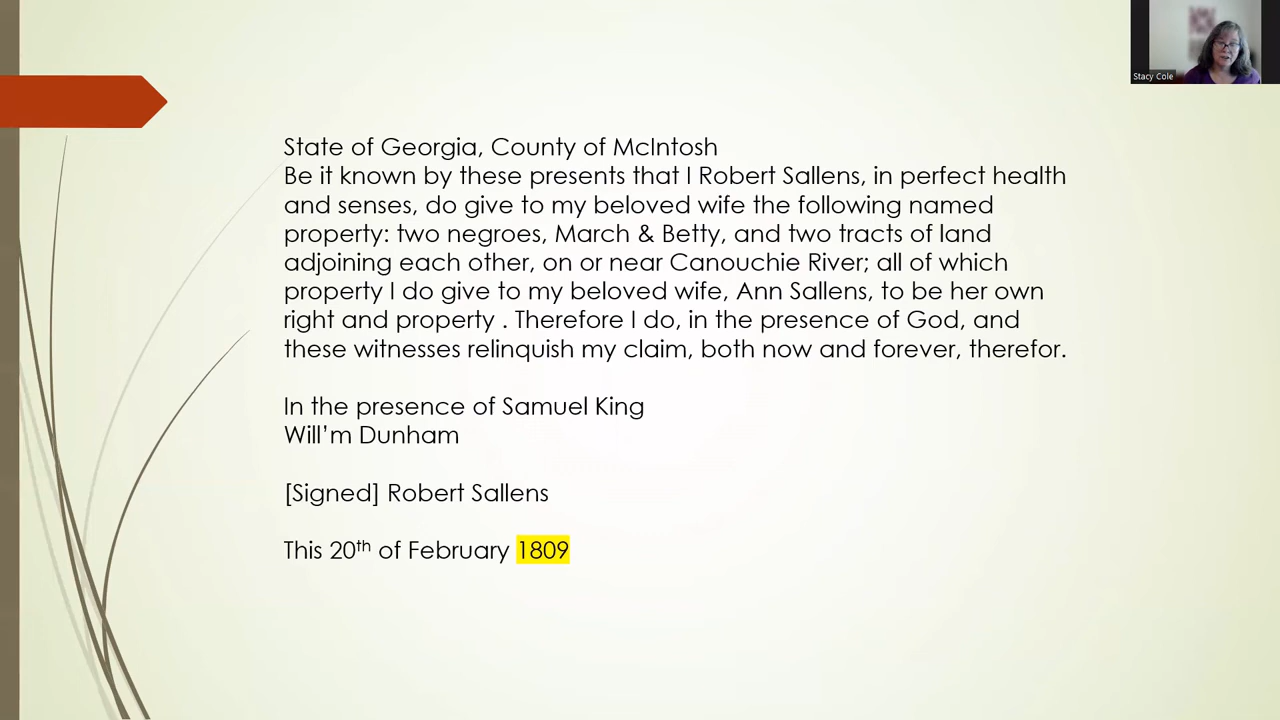 Stacy Cole
State of Georgia, County of McIntosh
Be it known by these presents that I Robert Sallens, in perfect health
and senses, do give to my beloved wife the following named
property: two negroes, March & Betty, and two tracts of land
adjoining each other, on or near Canouchie River; all of which
property I do give to my beloved wife, Ann Sallens, to be her own
right and property . Therefore I do, in the presence of God, and
these witnesses relinquish my claim, both now and forever, therefor.
In the presence of Samuel King
Will’m Dunham
[Signed] Robert Sallens
This 20th of February 1809